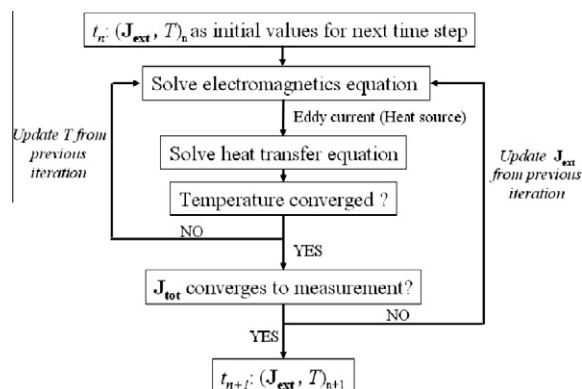 tn: (Jext, T)n as initial values for next time step
Solve electromagnetics equation
Eddy current (Heat source)
Update T from
previous
iteration
Solve heat transfer equation
Update Jext
from previous
iteration
Temperature converged ?
NO
YES
Jtot converges to measurement?
NO
YES
tn+1: (Jext, T)n+1